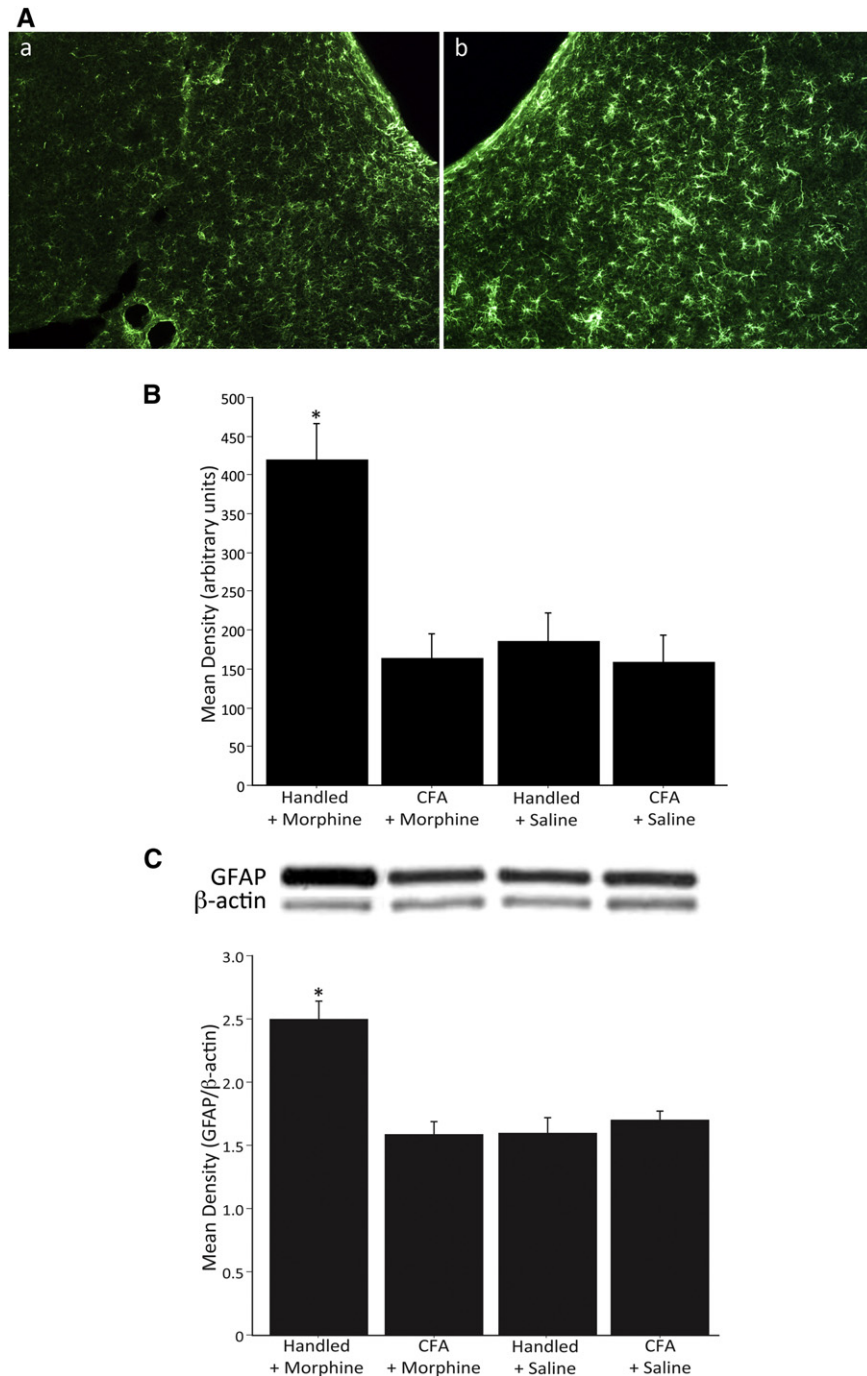 A
a
b
B
Mean Density (arbitrary units)
500
450
400
350
300
250
200
150
100
50
0
*
Handled
+ Morphine
CFA
+ Morphine
Handled
+ Saline
CFA
+ Saline
C
GFAP
β-actin
Mean Density (GFAP/β-actin)
3.0
2.5
2.0
1.5
1.0
0.5
0
*
Handled
+ Morphine
CFA
+ Morphine
Handled
+ Saline
CFA
+ Saline